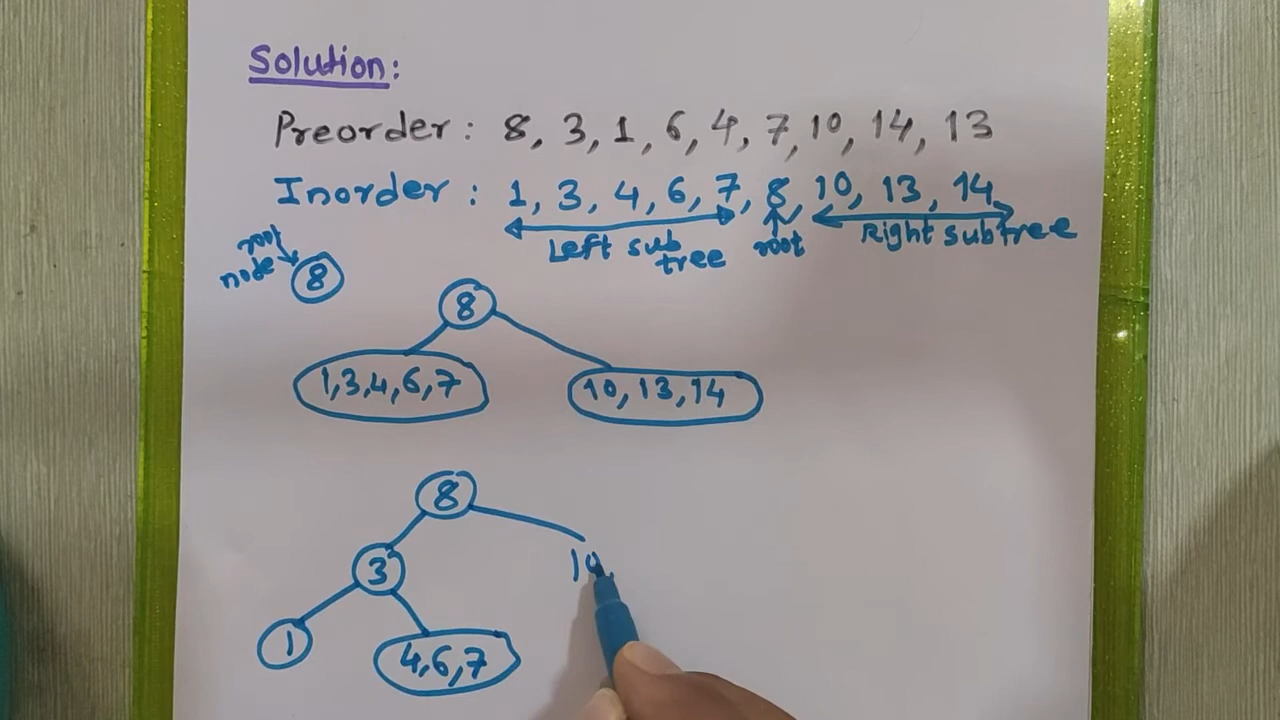 Solution:
Preorder: 8, 3, 1, 6, 4, 7, 10, 14, 13
Inorder: 1, 3, 4, 6, 7, 8, 10, 13, 14
Left sub tree
root
Right subtree
root node
8
8
1,3,4,6,7
10, 13, 14
8
3
10
1
4,6,7